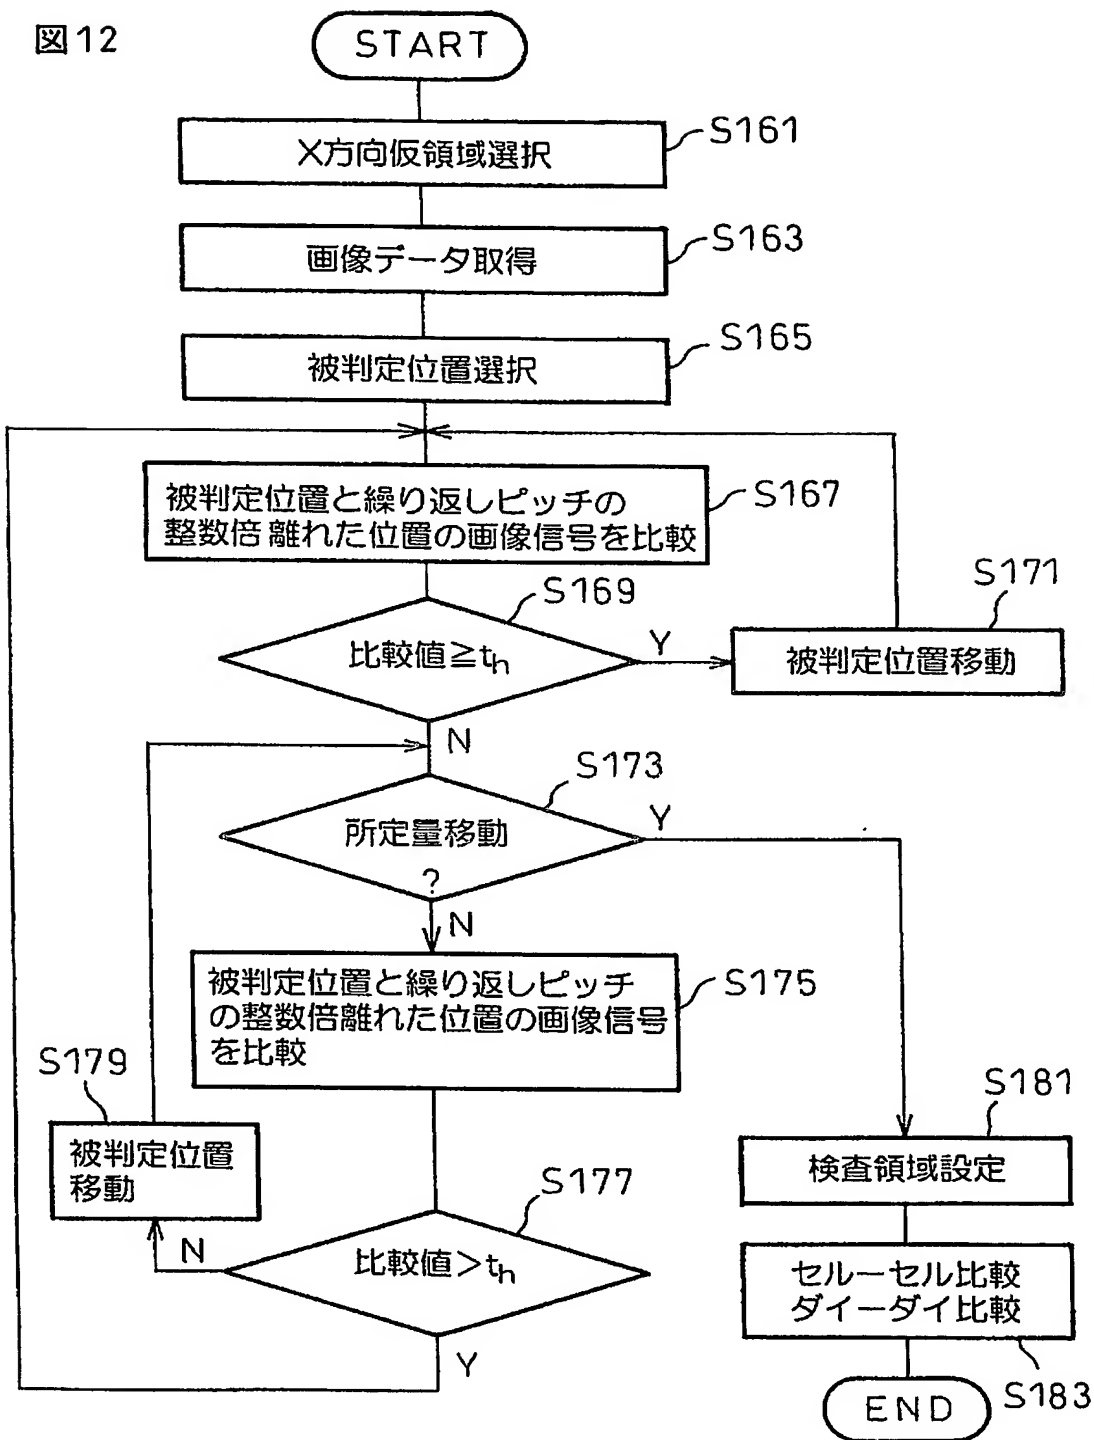 図12
START
S161
X方向仮領域選択
S163
画像データ取得
S165
被判定位置選択
S167
被判定位置と繰り返しピッチの
整数倍離れた位置の画像信号を比較
S169
比較値≧th
Y
S171
被判定位置移動
N
S173
所定量移動
?
Y
N
S175
被判定位置と繰り返しピッチ
の整数倍離れた位置の画像信号
を比較
S179
被判定位置
移動
S177
比較値>th
N
Y
S181
検査領域設定
セルーセル比較
ダイーダイ比較
S183
END